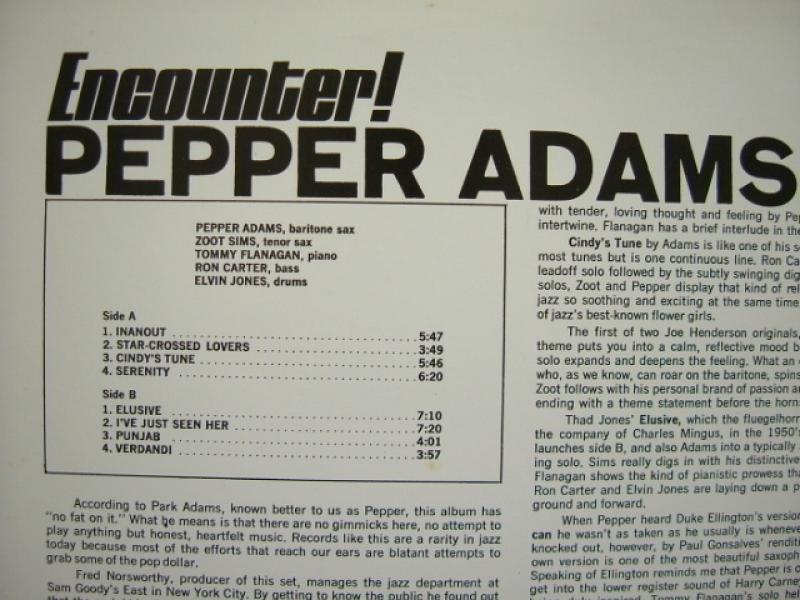 Encounter!
PEPPER ADAMS
PEPPER ADAMS, baritone sax
ZOOT SIMS, tenor sax
TOMMY FLANAGAN, piano
RON CARTER, bass
ELVIN JONES, drums
Side A
1. INANOUT 5:47
2. STAR-CROSSED LOVERS 3:49
3. CINDY'S TUNE 5:46
4. SERENITY 6:20
Side B
1. ELUSIVE 7:10
2. I'VE JUST SEEN HER 7:20
3. PUNJAB 4:01
4. VERDANDI 3:57
According to Park Adams, known better to us as Pepper, this album has
"no fat on it." What he means is that there are no gimmicks here, no attempt to
play anything but honest, heartfelt music. Records like this are a rarity in jazz
today because most of the efforts that reach our ears are blatant attempts to
grab some of the pop dollar.
Fred Norsworthy, producer of this set, manages the jazz department at
Sam Goody's East in New York City. By getting to know the public he found out
with tender, loving thought and feeling by
intertwine. Flanagan has a brief interlude in
Cindy's Tune by Adams is like one of his
most tunes but is one continuous line. Ron
leadoff solo followed by the subtly swinging
solos, Zoot and Pepper display that kind of
jazz so soothing and exciting at the same time.
of jazz's best-known flower girls.
The first of two Joe Henderson originals,
theme puts you into a calm, reflective mood
solo expands and deepens the feeling. What an
who, as we know, can roar on the baritone, spins
Zoot follows with his personal brand of passion
ending with a theme statement before the
Thad Jones' Elusive, which the
the company of Charles Mingus, in the 1950's
launches side B, and also Adams into a typically
ing solo. Sims really digs in with his distinctive
Flanagan shows the kind of pianistic prowess
Ron Carter and Elvin Jones are laying down a
ground and forward.
When Pepper heard Duke Ellington's
can he wasn't as taken as he usually is
knocked out, however, by Paul Gonsalves'
own version is one of the most beautiful
Speaking of Ellington reminds me that Pepper is
get into the lower register sound of Harry
Tommy Flanagan's solo